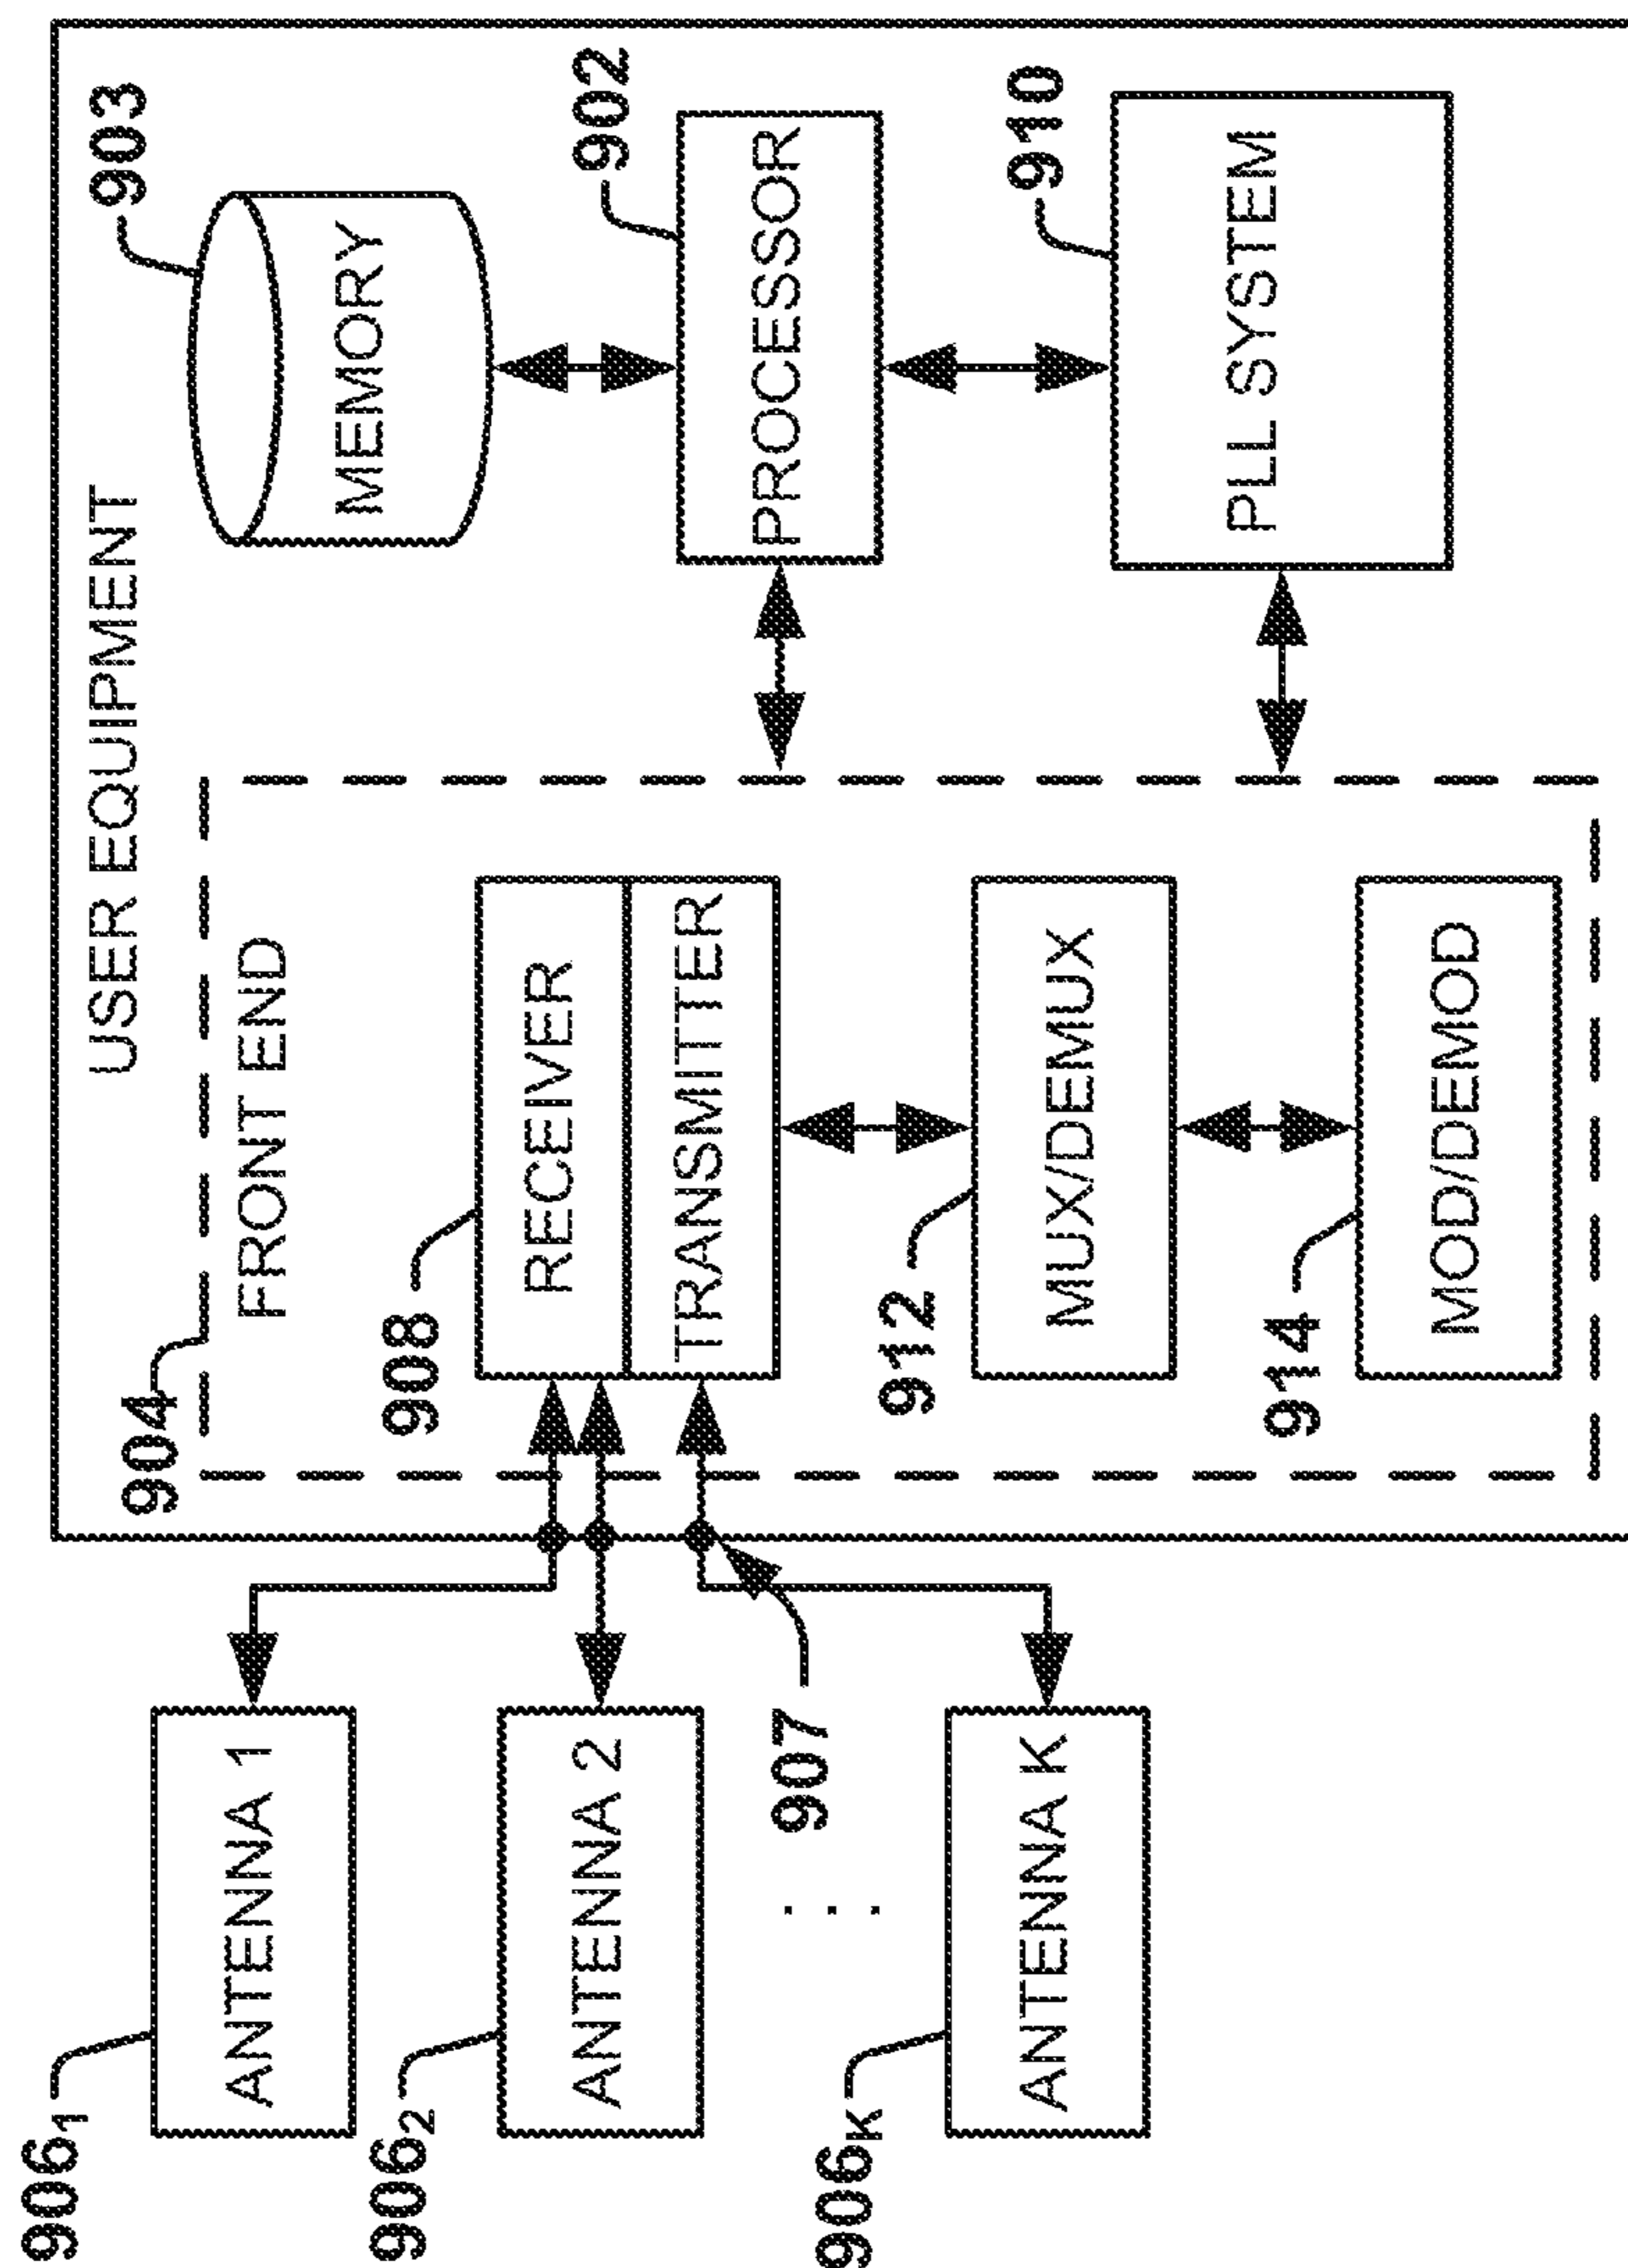 USER EQUIPMENT
904
FRONT END
903
MEMORY
906₁
ANTENNA 1
908
RECEIVER
TRANSMITTER
902
PROCESSOR
906₂
ANTENNA 2
907
. . .
912
MUX/DEMUX
910
PLL SYSTEM
906K
ANTENNA K
914
MOD/DEMOD